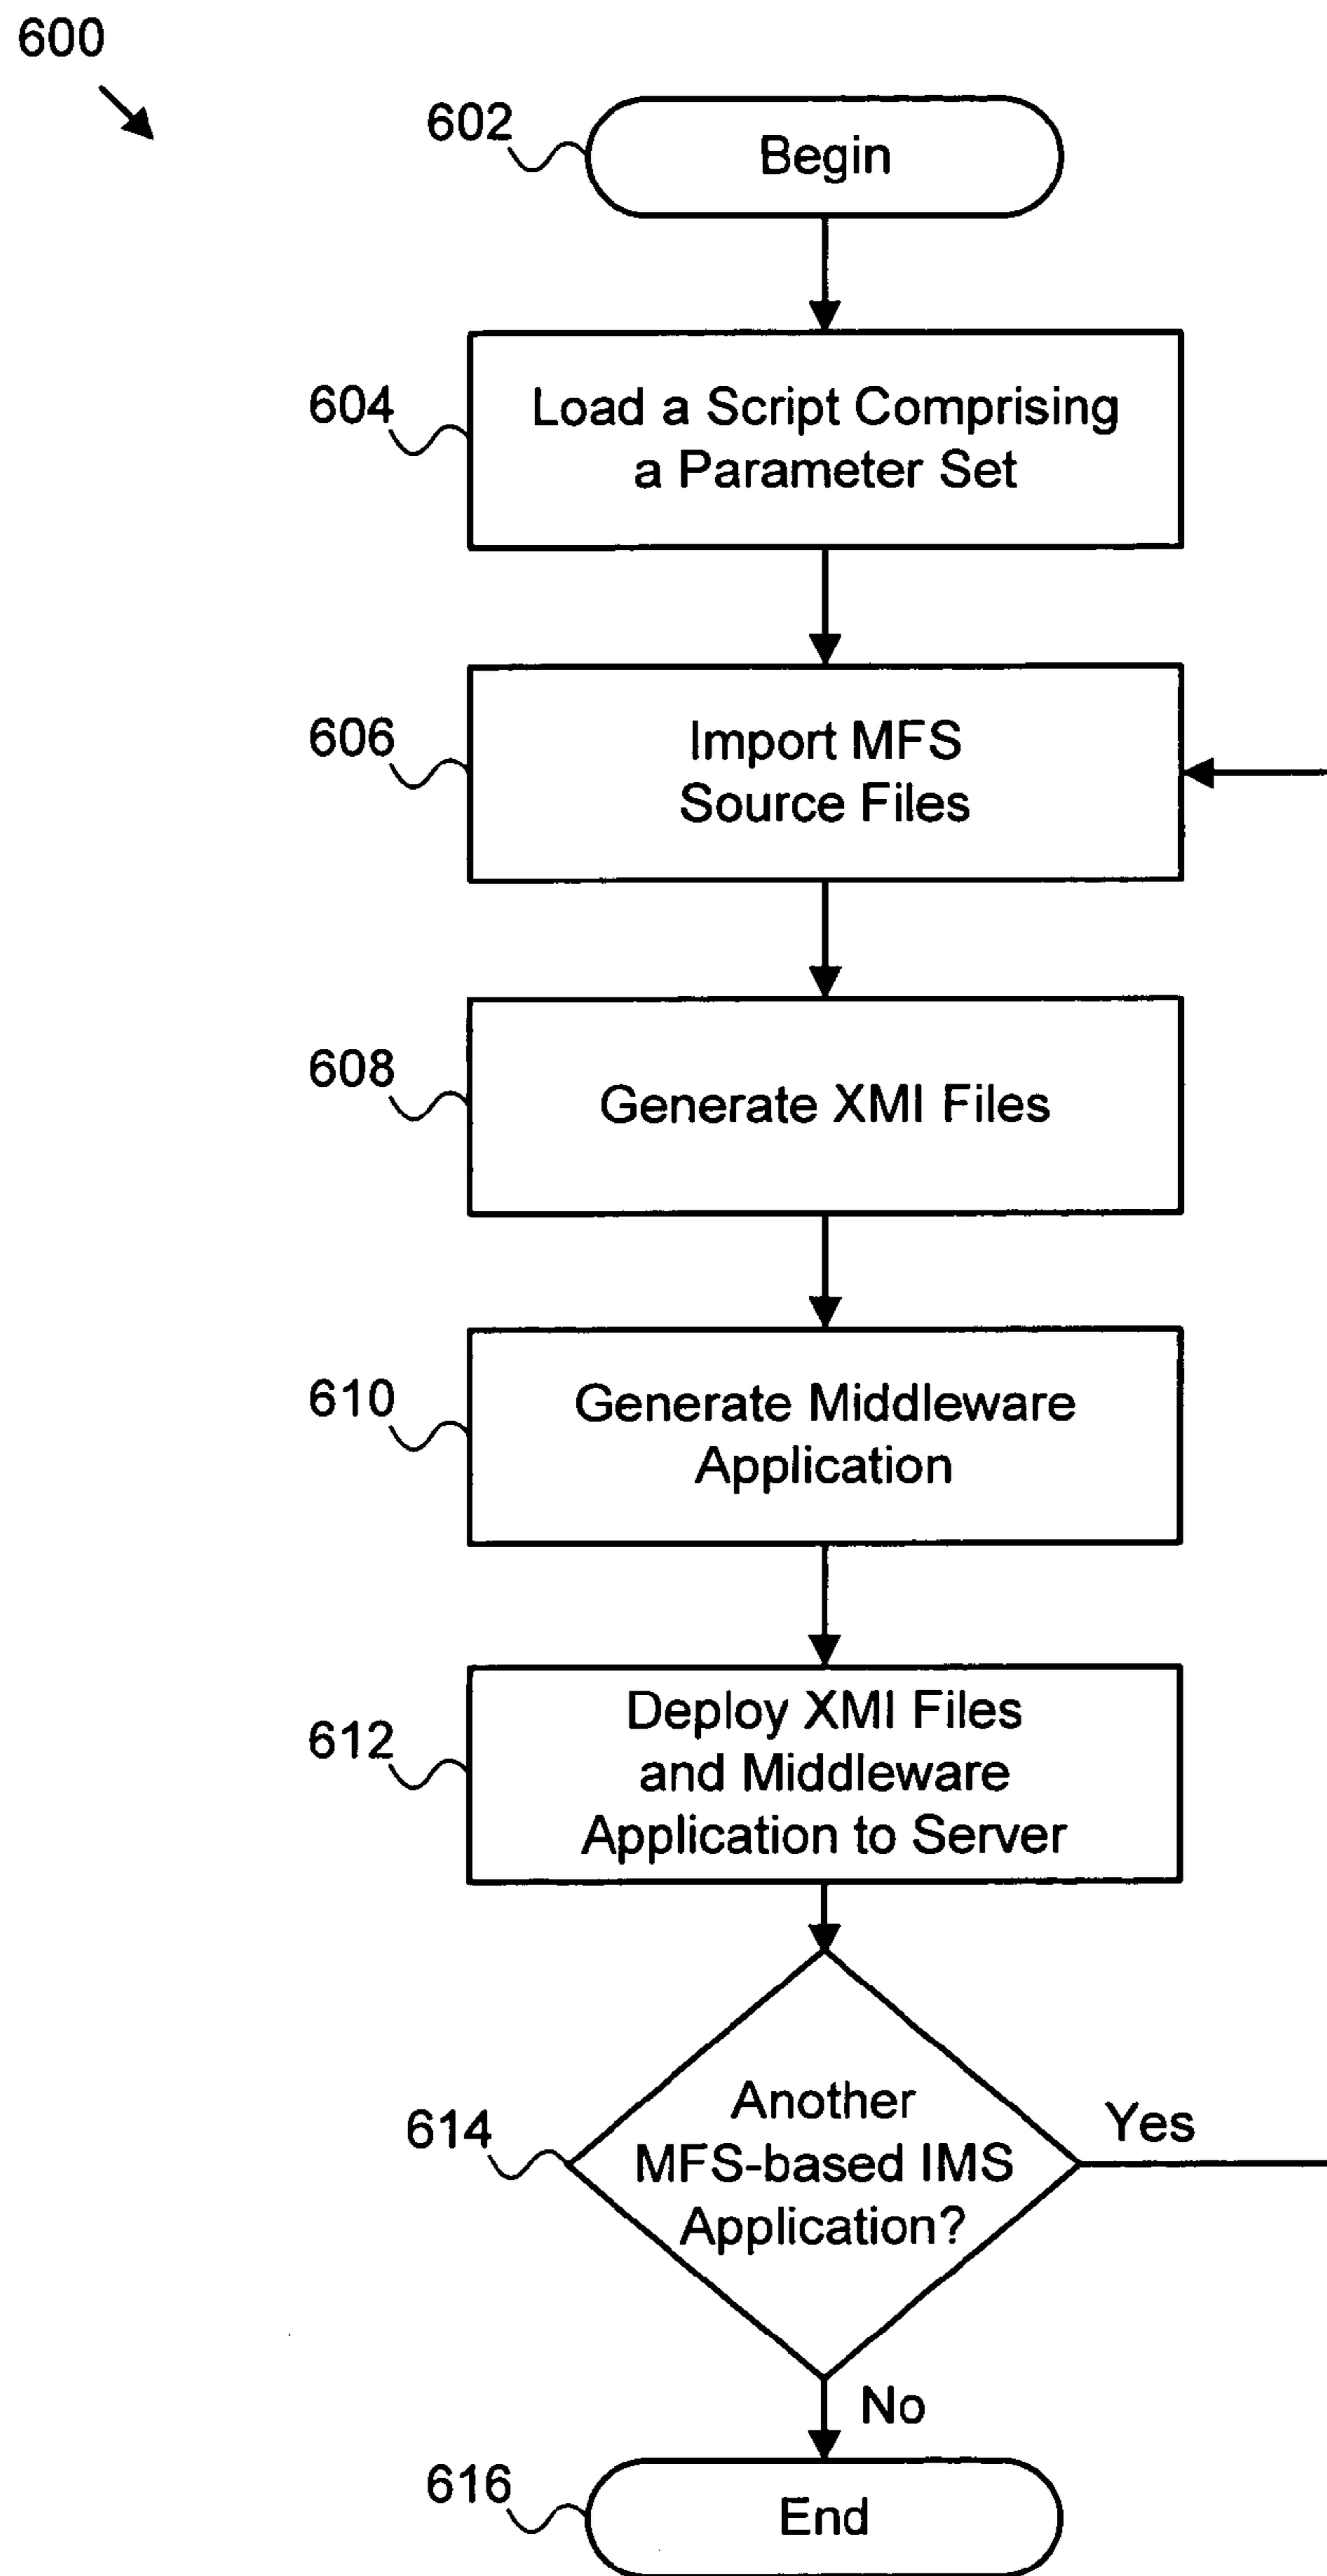 600
602
Begin
604
Load a Script Comprising
a Parameter Set
606
Import MFS
Source Files
608
Generate XMI Files
610
Generate Middleware
Application
612
Deploy XMI Files
and Middleware
Application to Server
614
Another
MFS-based IMS
Application?
Yes
No
616
End